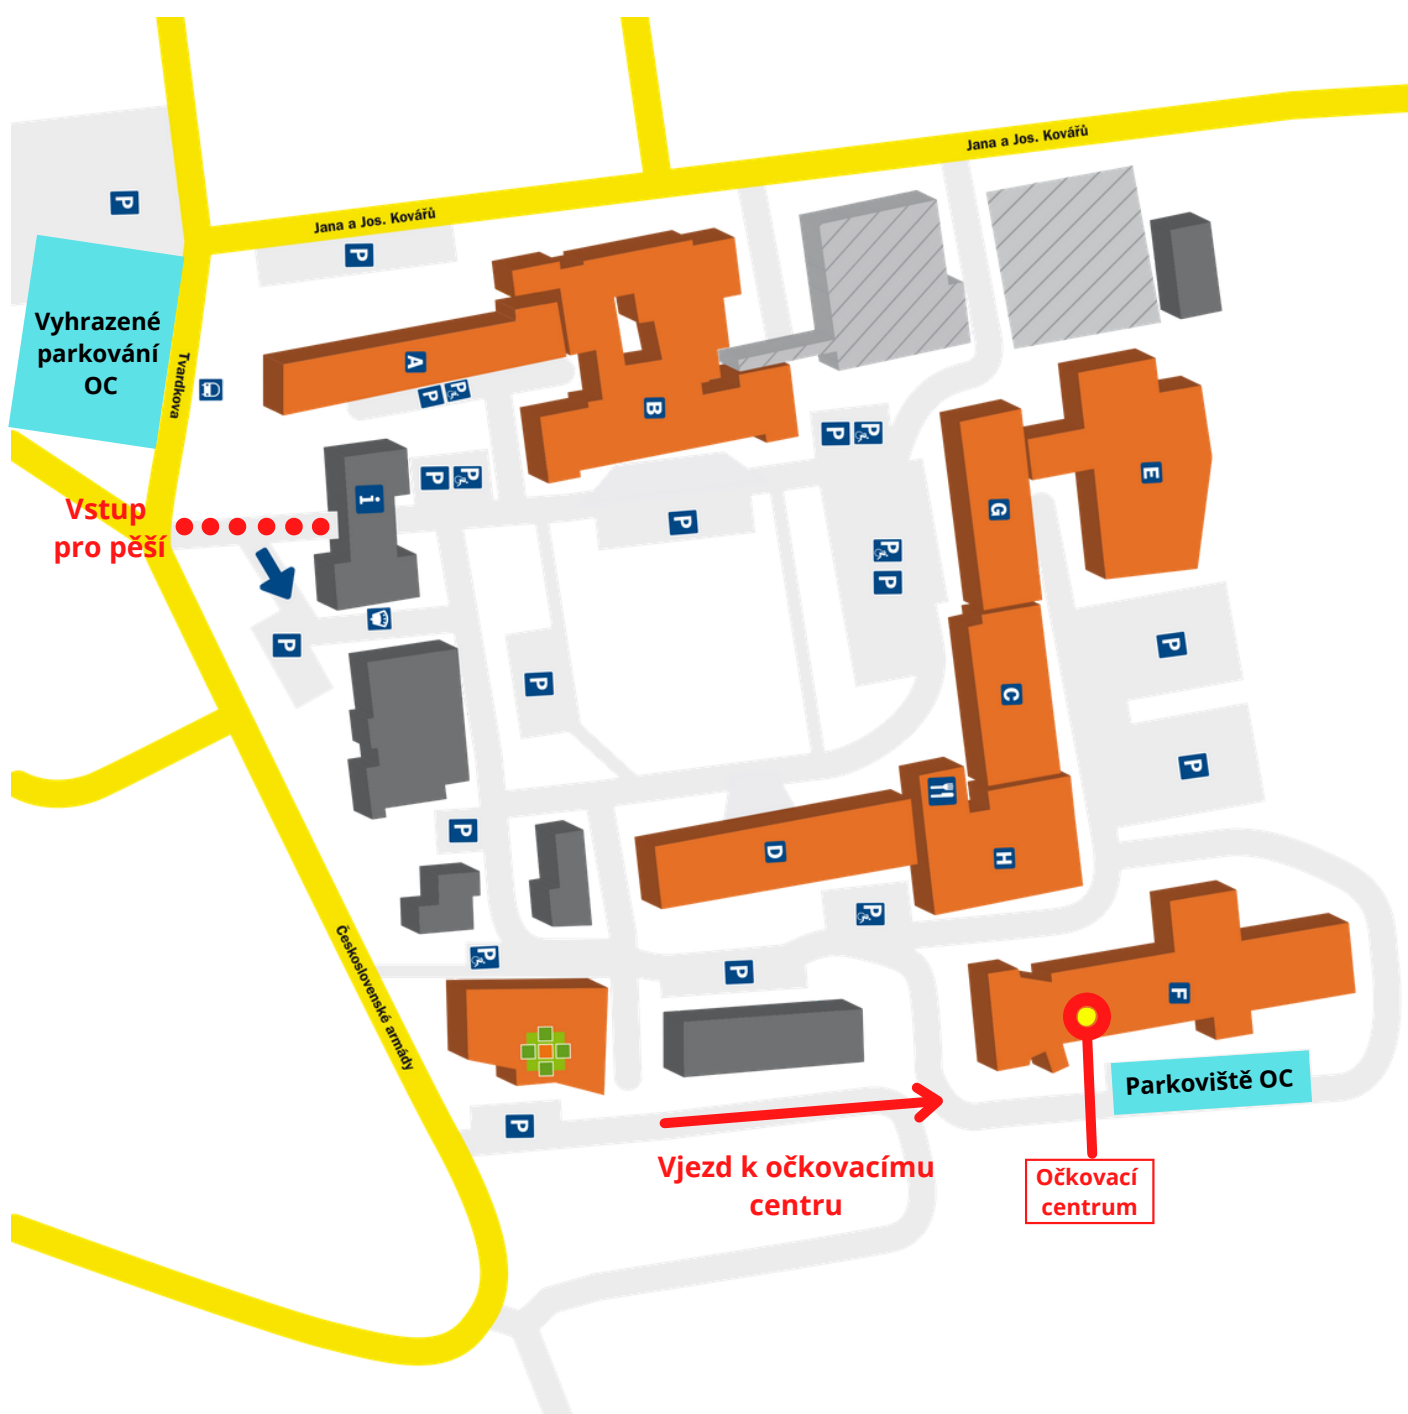 Jana a Jos. Kovářů
P
Jana a Jos. Kovářů
P
Vyhrazené
parkování
OC
Tvardkova
A
P
P
B
P
P
E
P
P
i
G
Vstup
pro pěší
P
P
P
P
P
C
P
P
P
D
H
P
P
Československé armády
P
P
F
Parkoviště OC
P
Vjezd k očkovacímu
centru
Očkovací
centrum